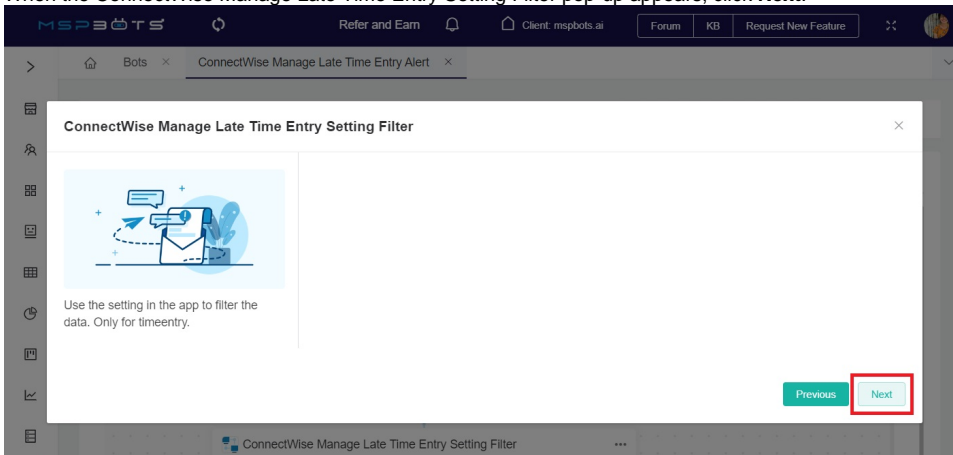 When the ConnectWise Manage Late Time Entry Setting Filter pop-up appears, click Next.
MSPBOTS Refer and Earn Client: mspbots.ai Forum KB Request New Feature
Bots × ConnectWise Manage Late Time Entry Alert ×
ConnectWise Manage Late Time Entry Setting Filter ×
Use the setting in the app to filter the
data. Only for timeentry.
Previous Next
ConnectWise Manage Late Time Entry Setting Filter ...